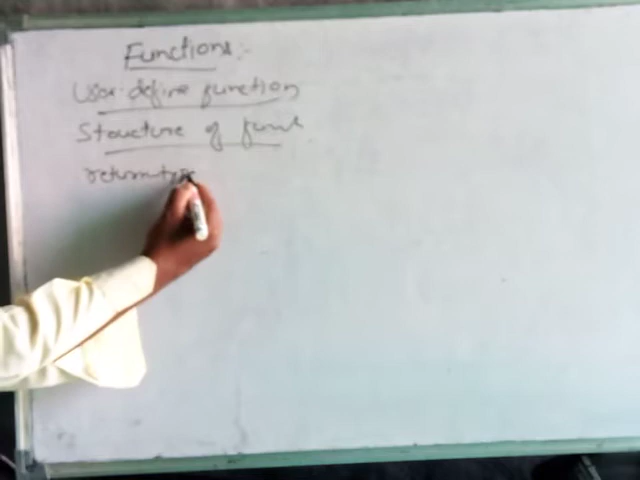 Functions:-
User define function
Structure of funct
return type